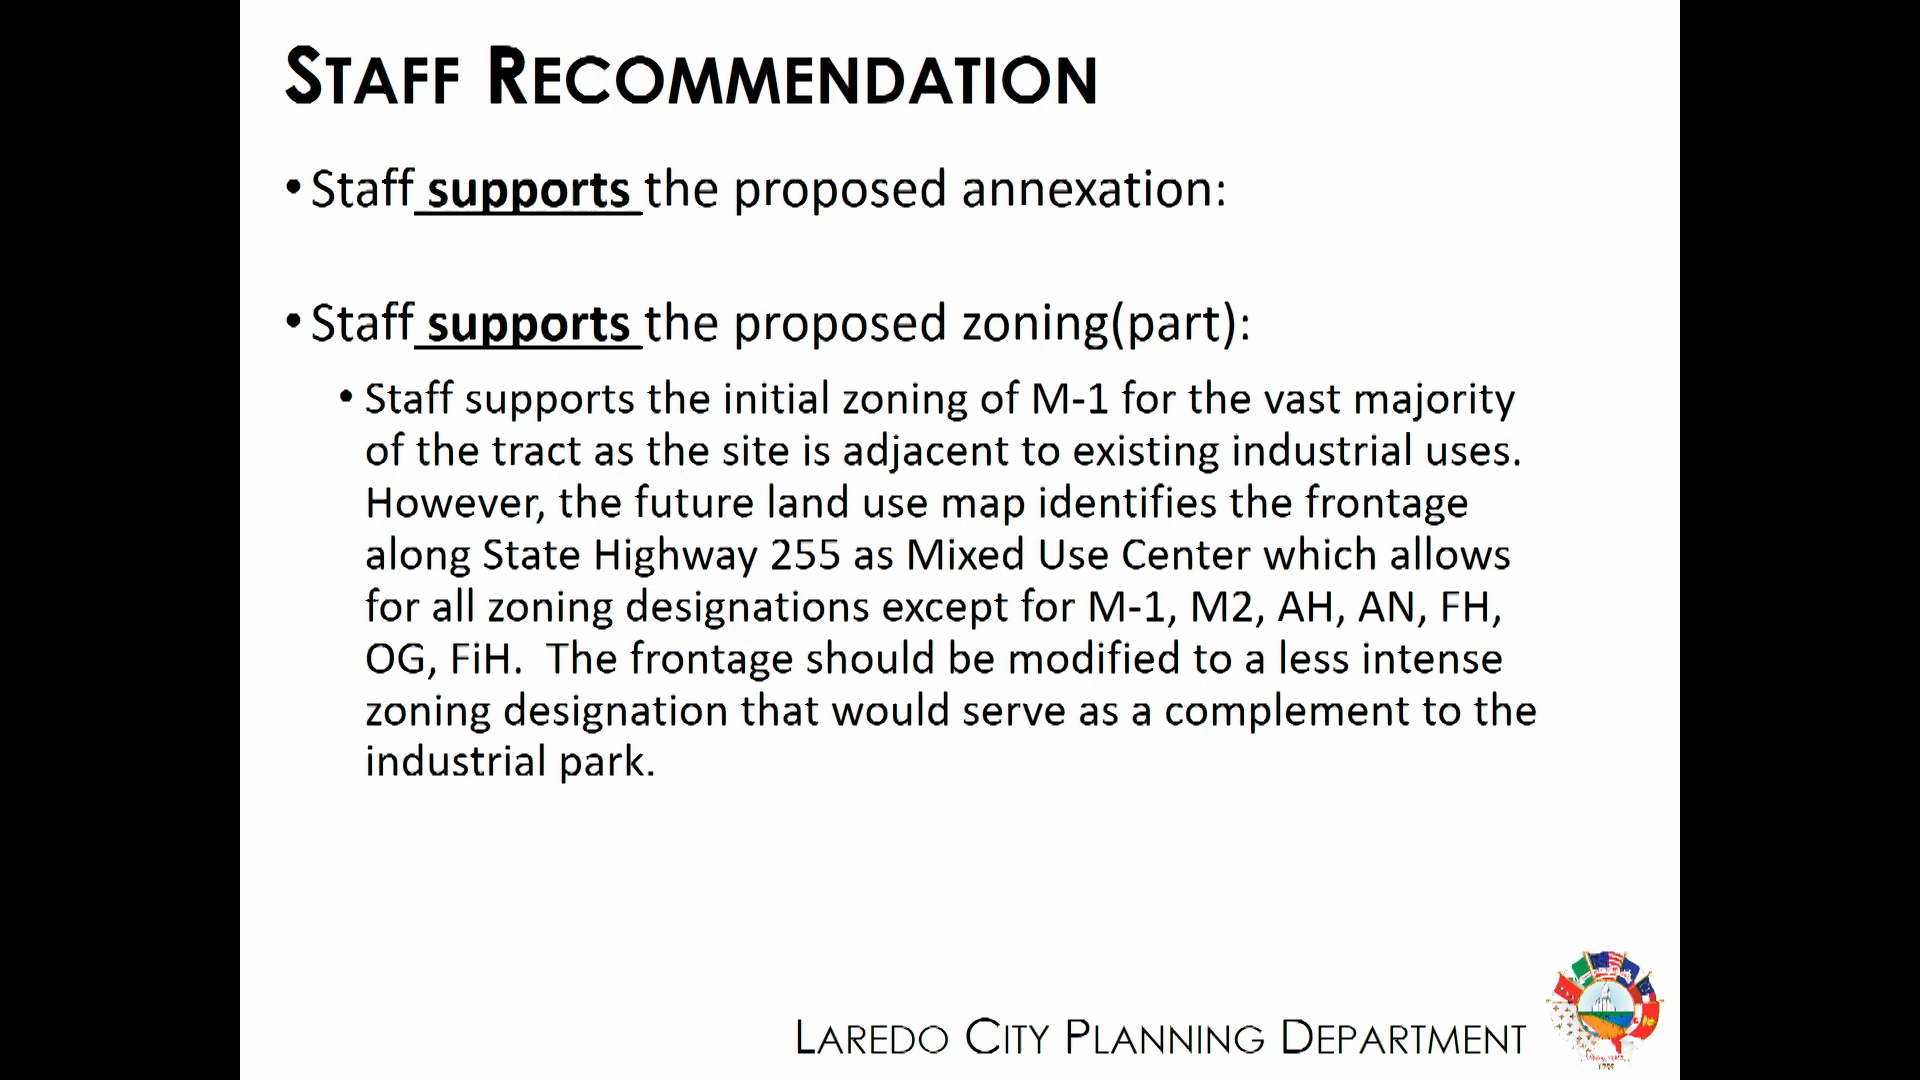 STAFF RECOMMENDATION
• Staff supports the proposed annexation:
• Staff supports the proposed zoning(part):
• Staff supports the initial zoning of M-1 for the vast majority
of the tract as the site is adjacent to existing industrial uses.
However, the future land use map identifies the frontage
along State Highway 255 as Mixed Use Center which allows
for all zoning designations except for M-1, M2, AH, AN, FH,
OG, FiH.  The frontage should be modified to a less intense
zoning designation that would serve as a complement to the
industrial park.
LAREDO CITY PLANNING DEPARTMENT